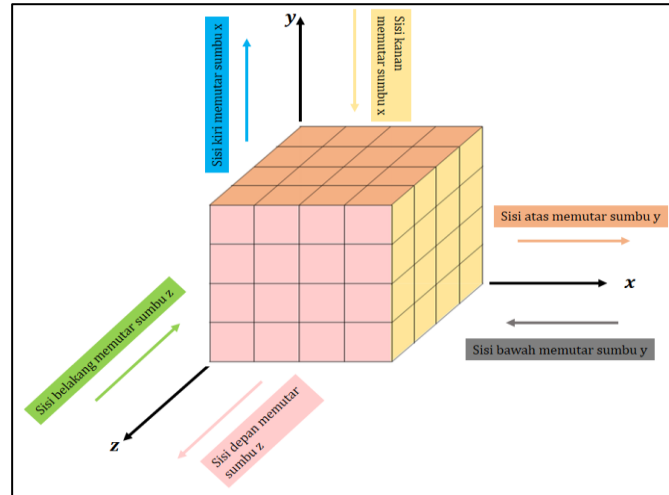 y
Sisi kiri memutar sumbu x
Sisi kanan
memutar
sumbu x
Sisi atas memutar sumbu y
x
Sisi bawah memutar sumbu y
Sisi belakang memutar sumbu z
z
Sisi depan memutar
sumbu z